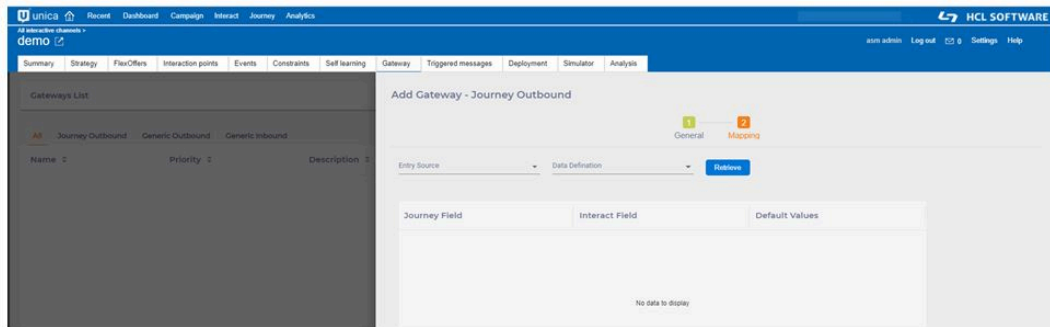 unica Recent Dashboard Campaign Interact Journey Analytics HCL SOFTWARE
All interactive channels >
demo asm admin Log out 0 Settings Help
Summary Strategy FlexOffers Interaction points Events Constraints Self learning Gateway Triggered messages Deployment Simulator Analysis
Gateways List Add Gateway - Journey Outbound
1 2
General Mapping
All Journey Outbound Generic Outbound Generic Inbound
Name Priority Description
Entry Source Data Defination Retrieve
Journey Field Interact Field Default Values
No data to display